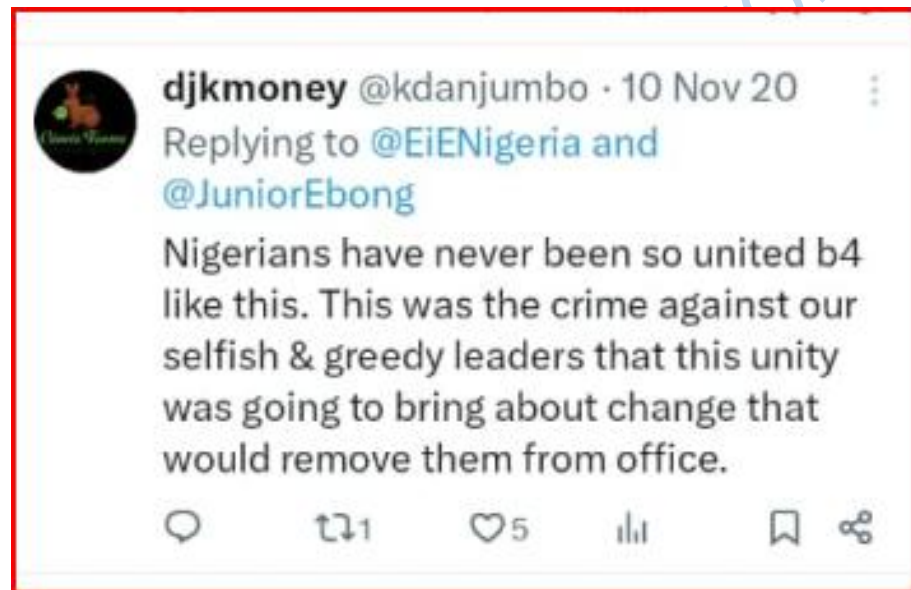 djkmoney @kdanjumbo · 10 Nov 20
Replying to @EiENigeria and
@JuniorEbong
Nigerians have never been so united b4
like this. This was the crime against our
selfish & greedy leaders that this unity
was going to bring about change that
would remove them from office.
1 5